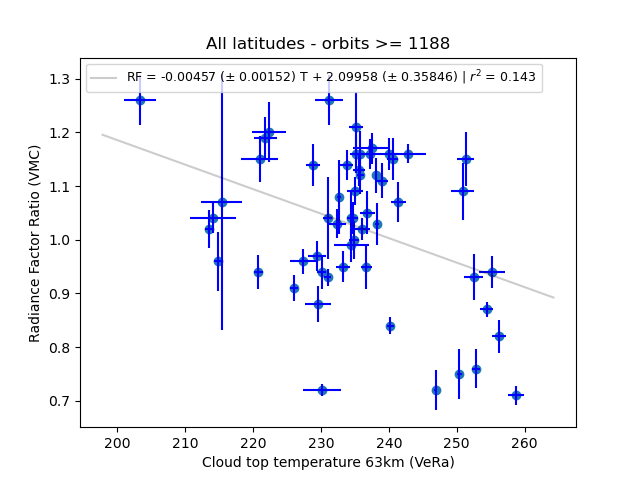 All latitudes - orbits >= 1188
RF = -0.00457 (± 0.00152) T + 2.09958 (± 0.35846) | r² = 0.143
Radiance Factor Ratio (VMC)
1.3
1.2
1.1
1.0
0.9
0.8
0.7
200 210 220 230 240 250 260
Cloud top temperature 63km (VeRa)